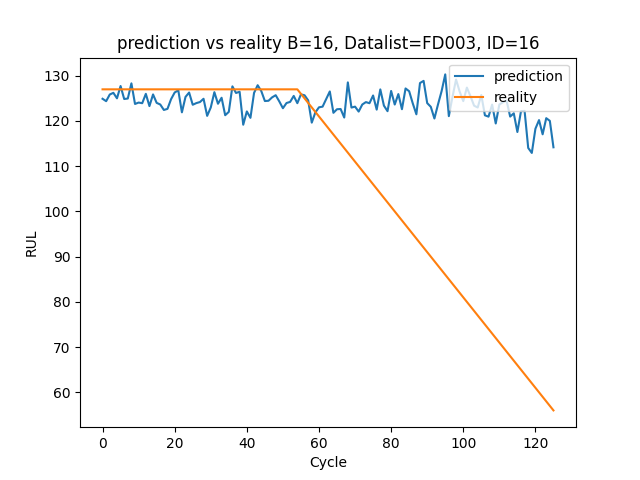 prediction vs reality B=16, Datalist=FD003, ID=16
prediction
reality
130
120
110
100
90
80
70
60
RUL
0 20 40 60 80 100 120
Cycle